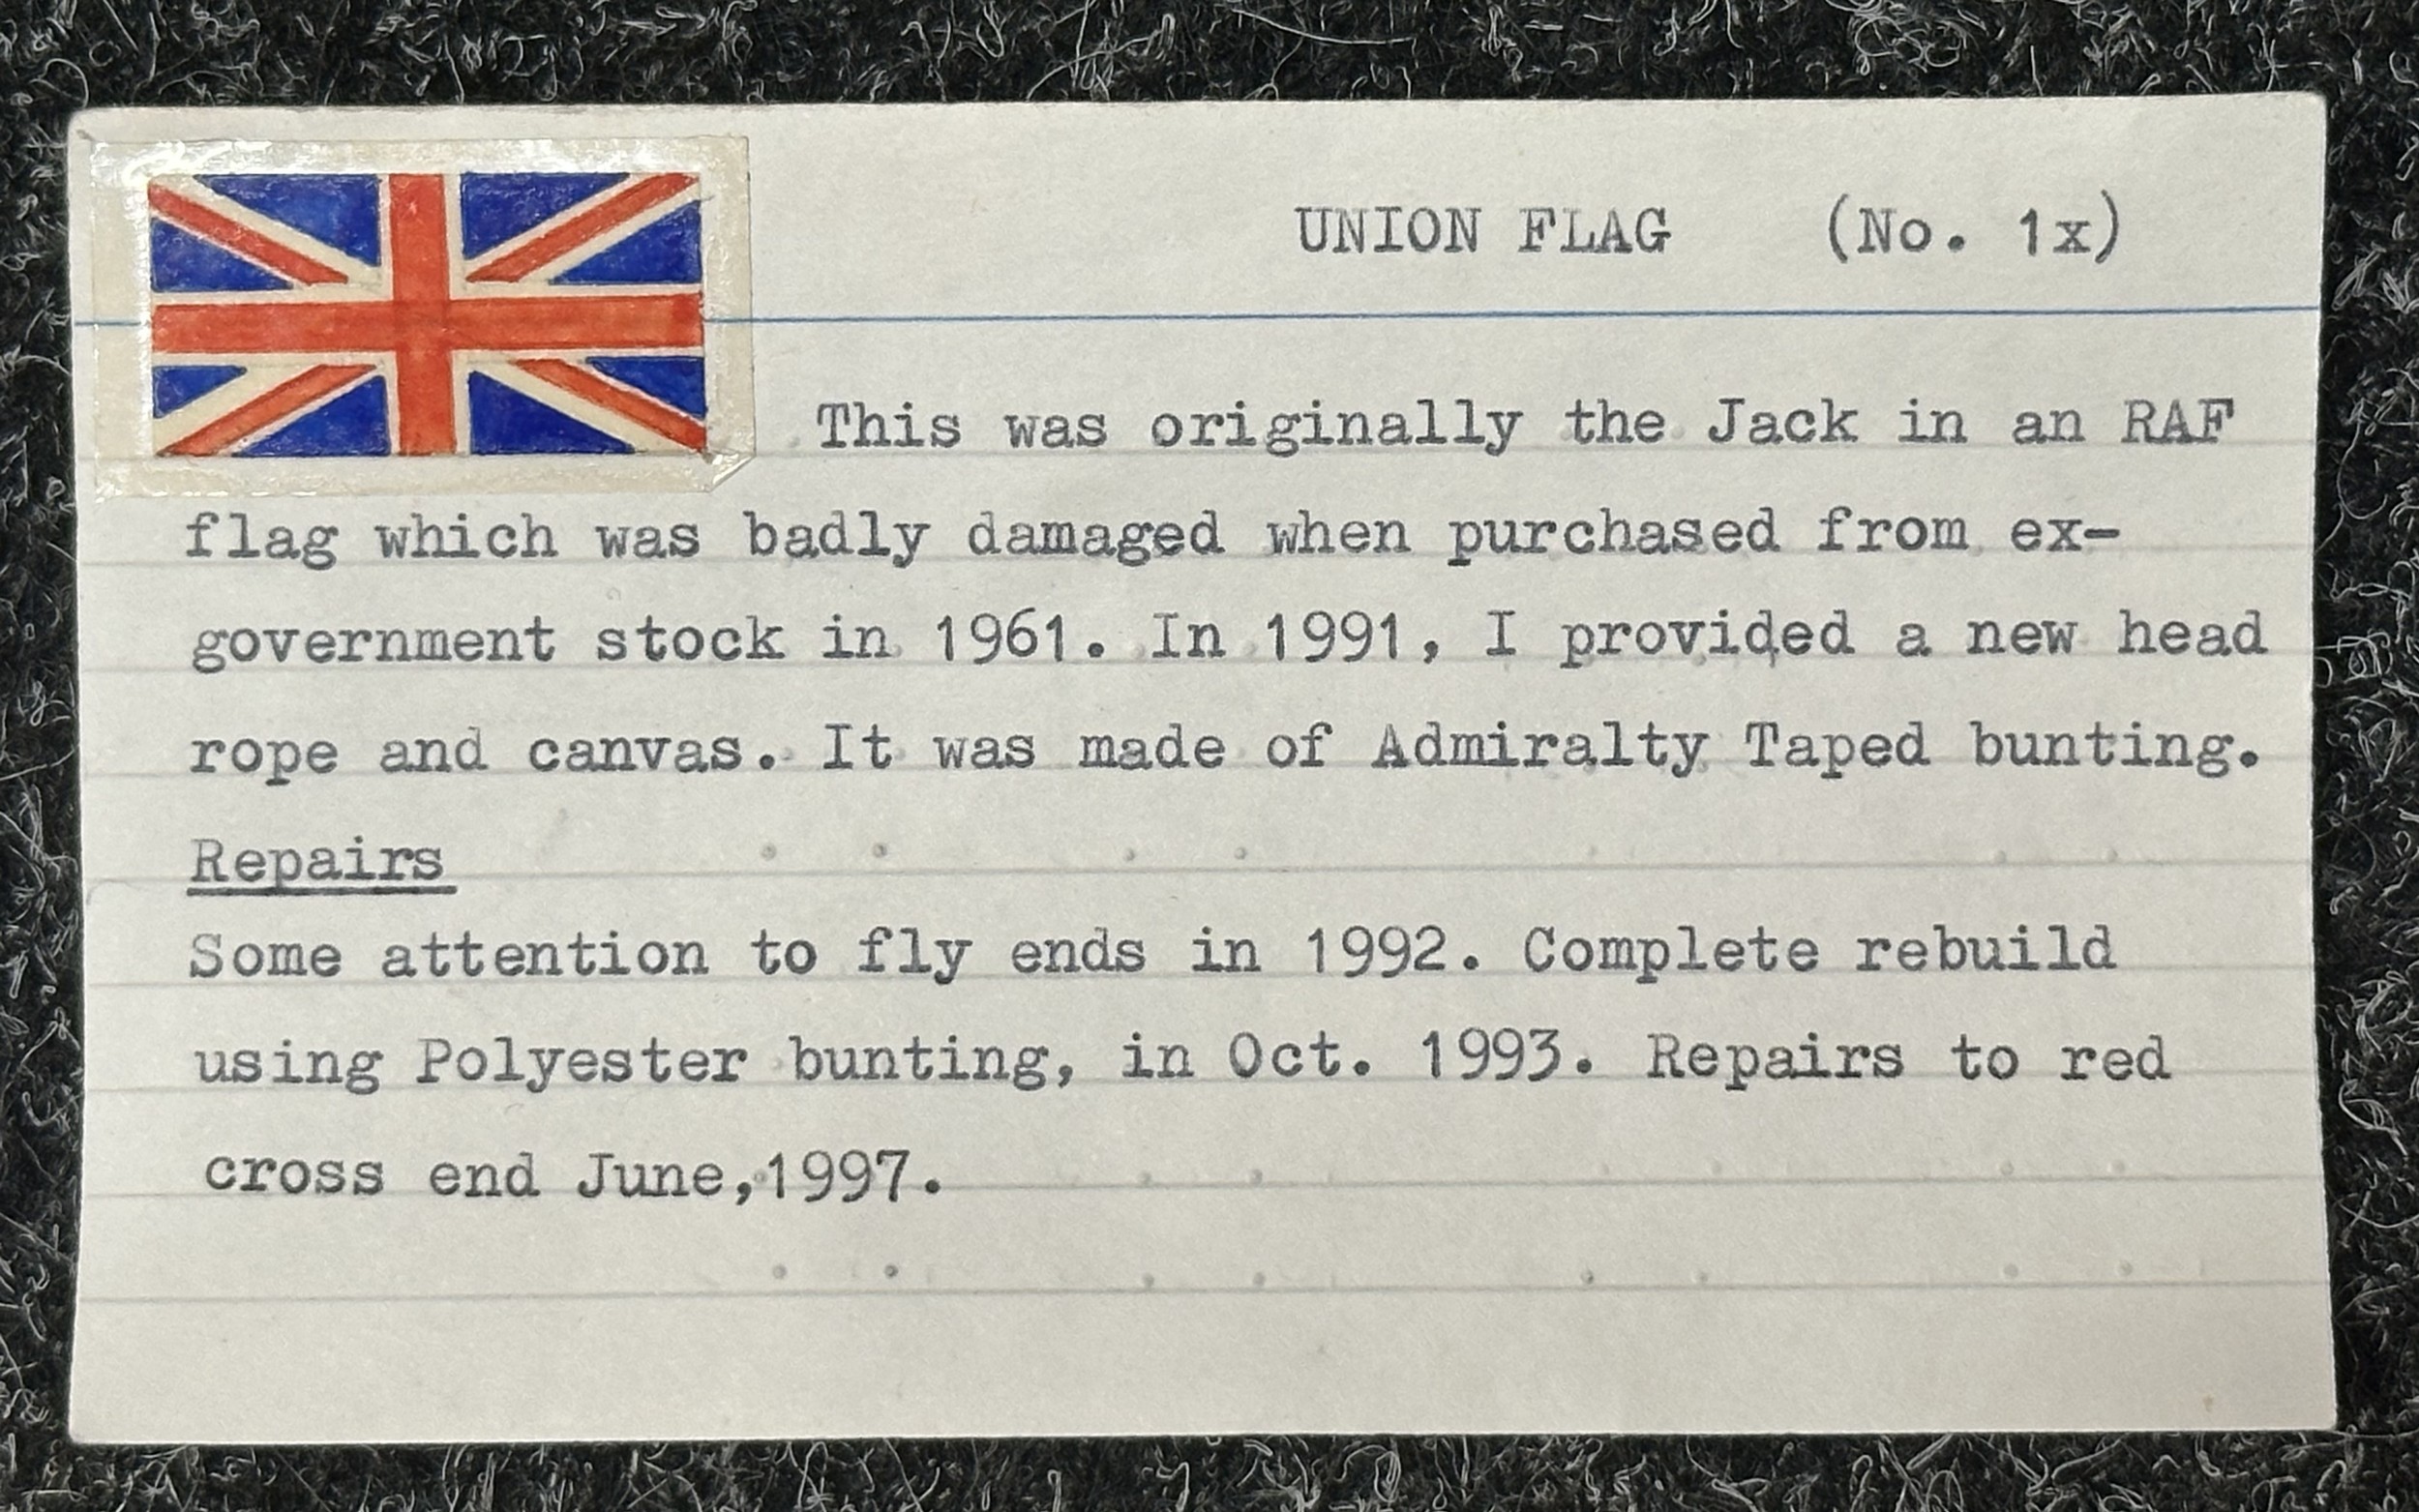 UNION FLAG (No. 1x)
This was originally the Jack in an RAF
flag which was badly damaged when purchased from ex-
government stock in 1961. In 1991, I provided a new head
rope and canvas. It was made of Admiralty Taped bunting.
Repairs
Some attention to fly ends in 1992. Complete rebuild
using Polyester bunting, in Oct. 1993. Repairs to red
cross end June,1997.